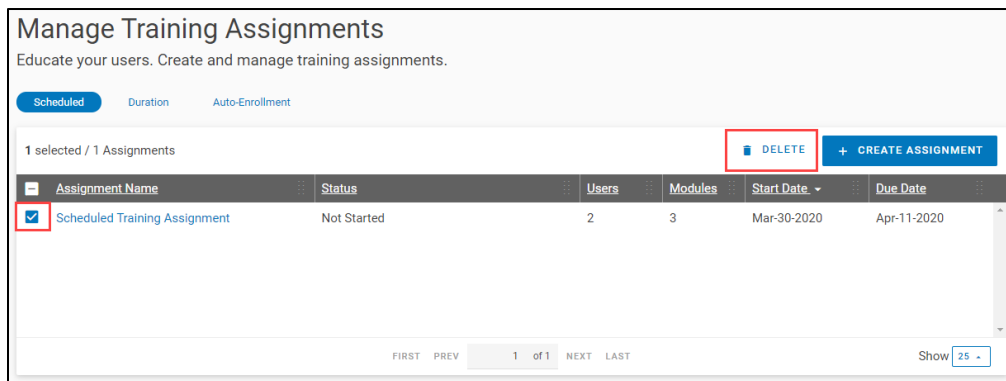 Manage Training Assignments
Educate your users. Create and manage training assignments.
Scheduled Duration Auto-Enrollment
1 selected / 1 Assignments DELETE + CREATE ASSIGNMENT
Assignment Name Status Users Modules Start Date Due Date
Scheduled Training Assignment Not Started 2 3 Mar-30-2020 Apr-11-2020
FIRST PREV 1 of 1 NEXT LAST Show 25